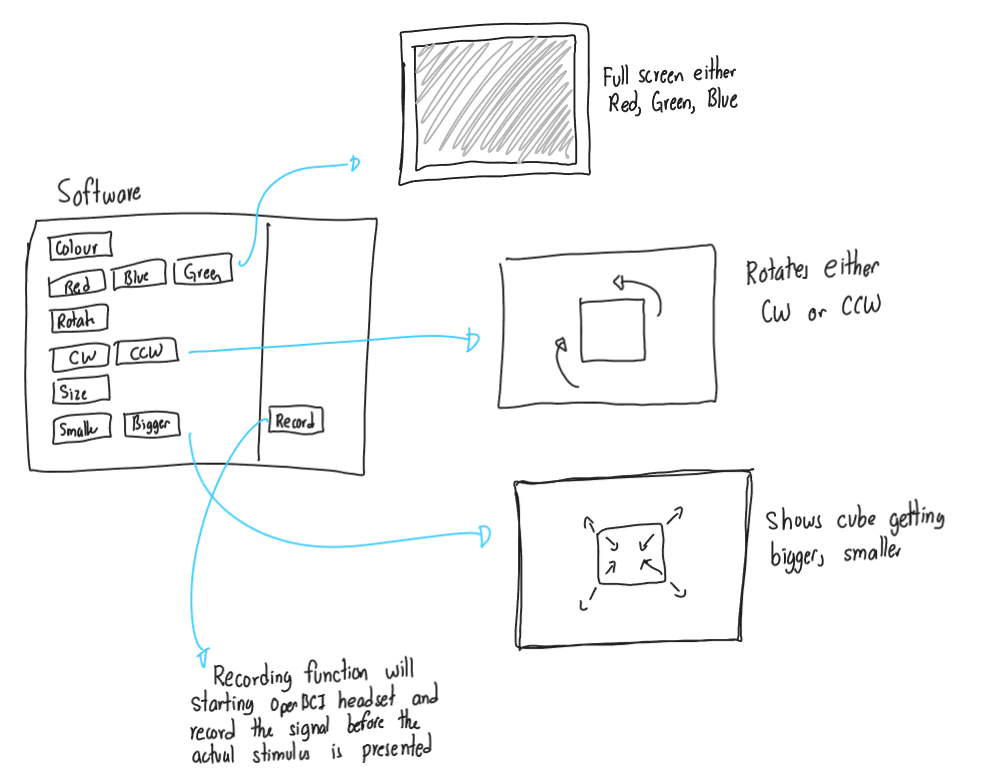 Full screen either
Red, Green, Blue
Software
Colour
Red Blue Green
Rotate
CW CCW
Size
Smaller Bigger
Record
Rotates either
CW or CCW
Shows cube getting
bigger, smaller
Recording function will
starting OpenBCI headset and
record the signal before the
actual stimulus is presented